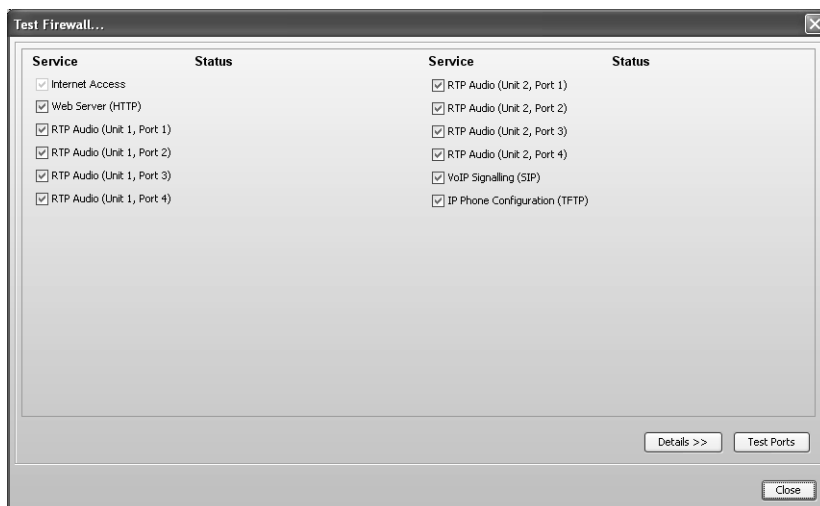 Test Firewall...
Service Status Service Status
Internet Access
Web Server (HTTP)
RTP Audio (Unit 1, Port 1)
RTP Audio (Unit 1, Port 2)
RTP Audio (Unit 1, Port 3)
RTP Audio (Unit 1, Port 4)
RTP Audio (Unit 2, Port 1)
RTP Audio (Unit 2, Port 2)
RTP Audio (Unit 2, Port 3)
RTP Audio (Unit 2, Port 4)
VoIP Signalling (SIP)
IP Phone Configuration (TFTP)
Details >> Test Ports
Close